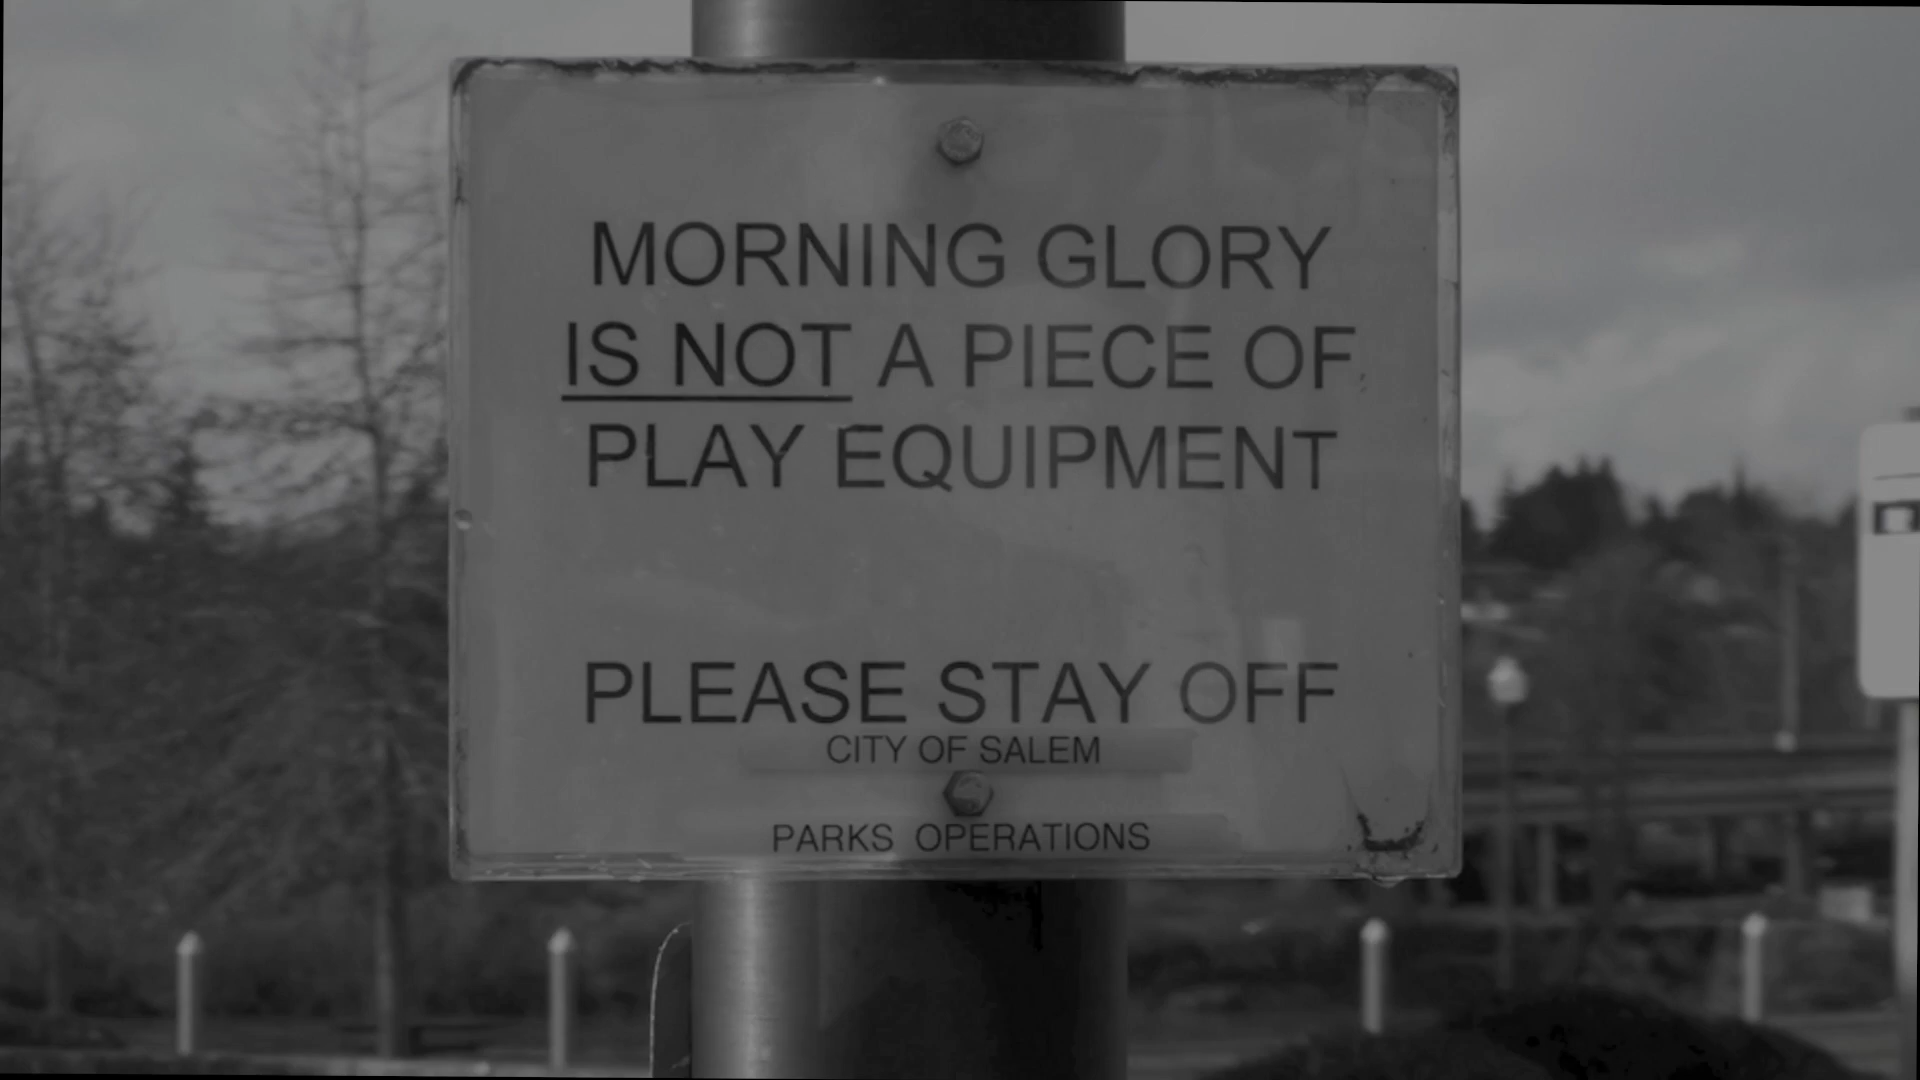 MORNING GLORY
IS NOT A PIECE OF
PLAY EQUIPMENT
PLEASE STAY OFF
CITY OF SALEM
PARKS OPERATIONS